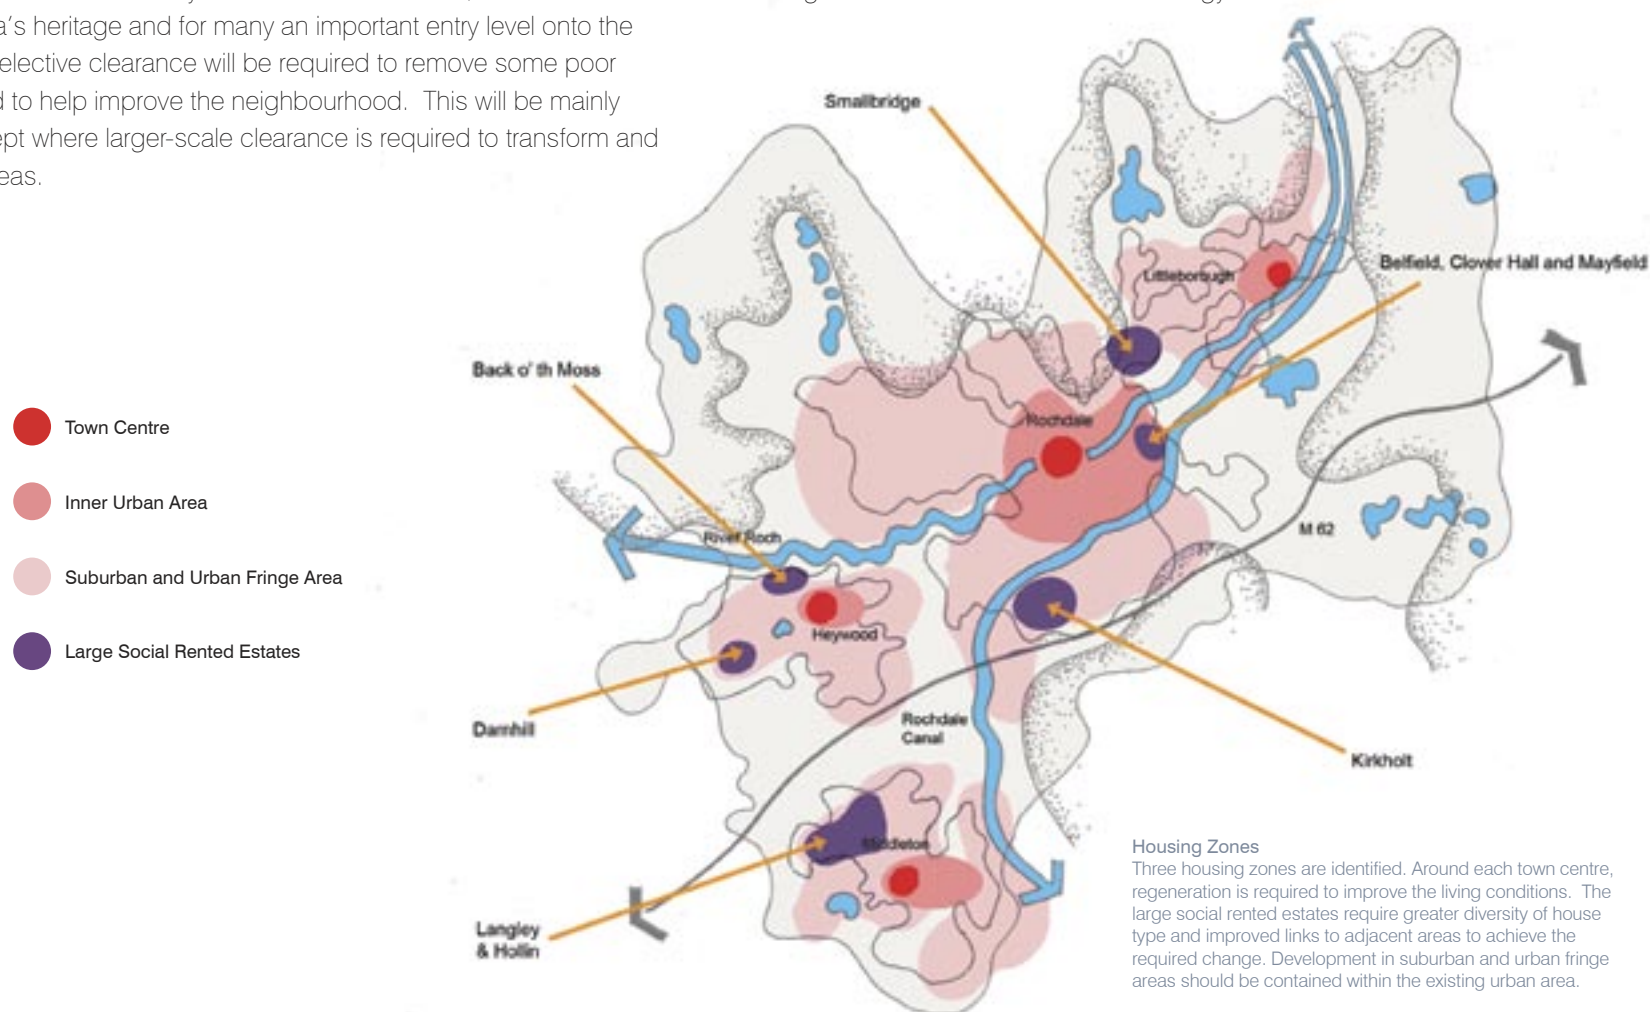 a's heritage and for many an important entry level onto the
elective clearance will be required to remove some poor
d to help improve the neighbourhood. This will be mainly
ept where larger-scale clearance is required to transform and
eas.
Smallbridge
Littleborough
Belfield, Clover Hall and Mayfield
Back o' th Moss
Rochdale
Town Centre
Inner Urban Area
M 62
River Roch
Suburban and Urban Fringe Area
Heywood
Large Social Rented Estates
Darnhill
Rochdale
Canal
Kirkholt
Middleton
Langley
& Hollin
Housing Zones
Three housing zones are identified. Around each town centre,
regeneration is required to improve the living conditions. The
large social rented estates require greater diversity of house
type and improved links to adjacent areas to achieve the
required change. Development in suburban and urban fringe
areas should be contained within the existing urban area.